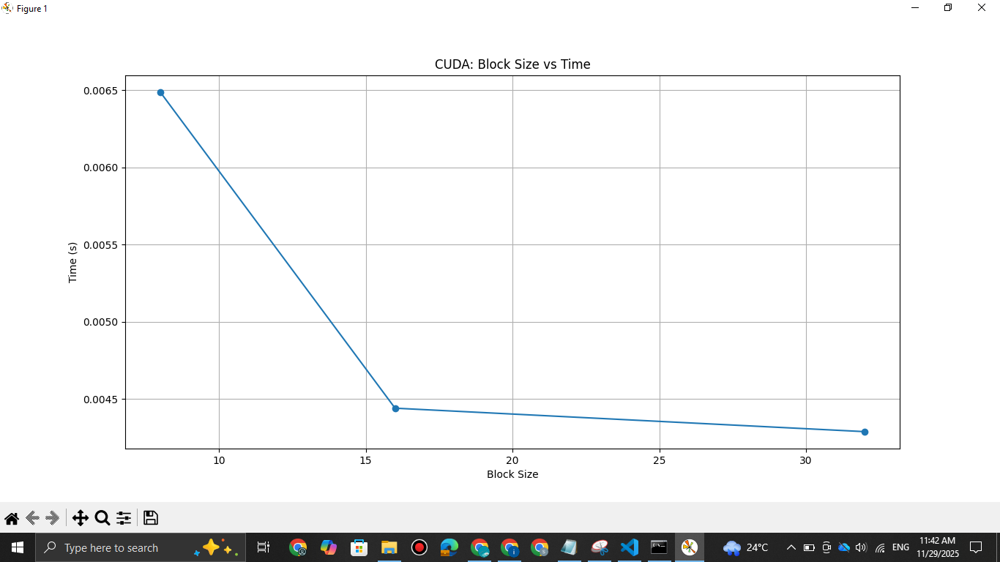 Figure 1
CUDA: Block Size vs Time
0.0065
0.0060
0.0055
0.0050
0.0045
Time (s)
10 15 20 25 30
Block Size
Type here to search
24°C
ENG
11:42 AM
11/29/2025